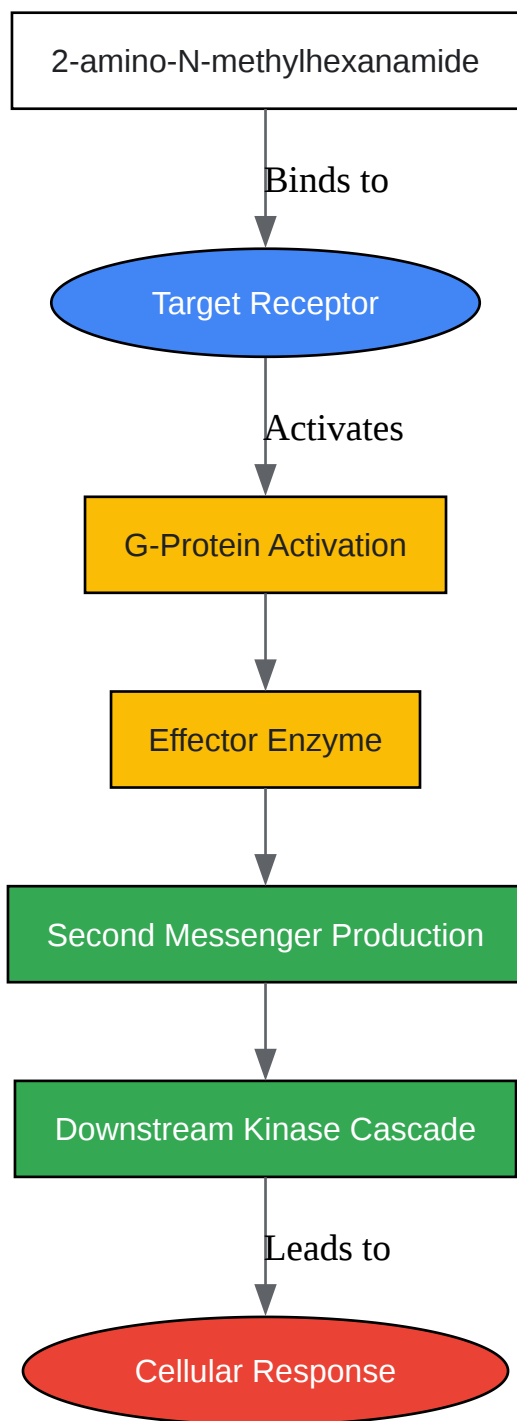 2-amino-N-methylhexanamide
Binds to
Target Receptor
Activates
G-Protein Activation
Effector Enzyme
Second Messenger Production
Downstream Kinase Cascade
Leads to
Cellular Response